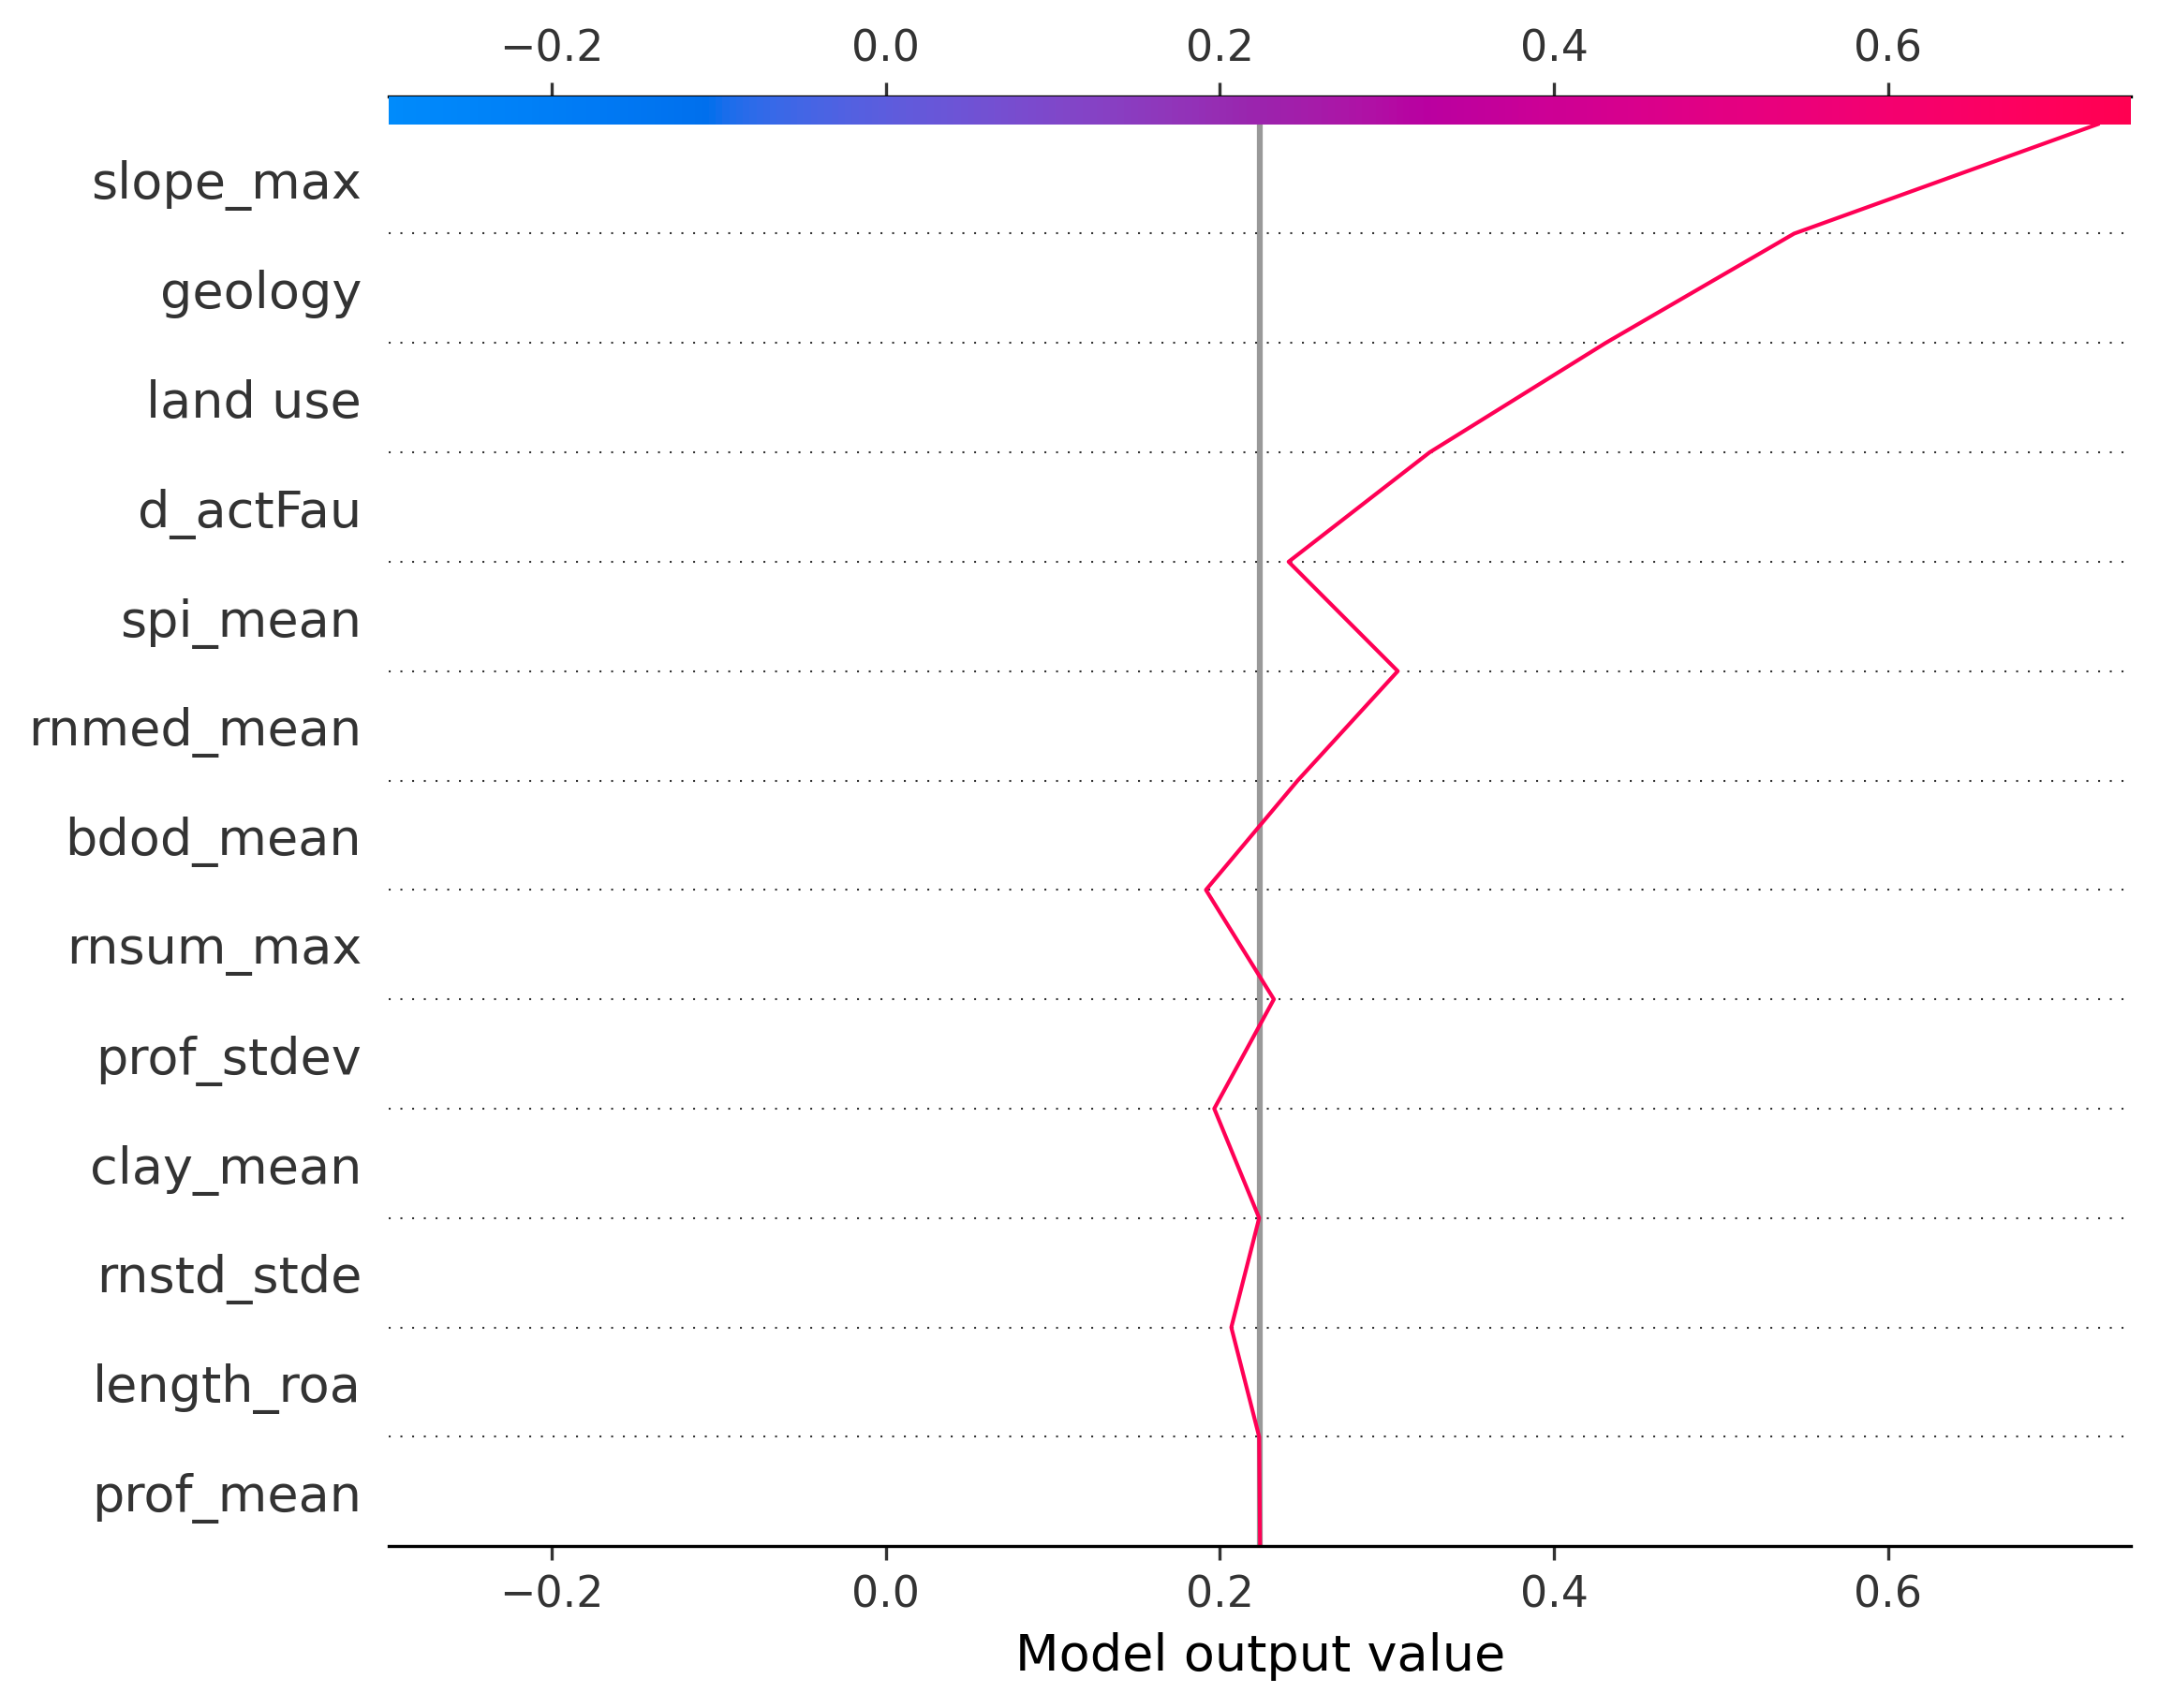 −0.2 0.0 0.2 0.4 0.6
slope_max
geology
land use
d_actFau
spi_mean
rnmed_mean
bdod_mean
rnsum_max
prof_stdev
clay_mean
rnstd_stde
length_roa
prof_mean
−0.2 0.0 0.2 0.4 0.6
Model output value